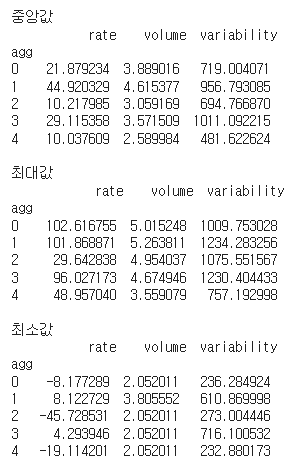 중앙값
rate volume variability
agg
0 21.879234 3.889016 719.004071
1 44.920329 4.615377 956.793085
2 10.217985 3.059169 694.766870
3 29.115358 3.571509 1011.092215
4 10.037609 2.589984 481.622624
최대값
rate volume variability
agg
0 102.616755 5.015248 1009.753028
1 101.868871 5.263811 1234.283256
2 29.642838 4.954037 1075.551567
3 96.027173 4.674946 1230.404433
4 48.957040 3.559079 757.192998
최소값
rate volume variability
agg
0 -8.177289 2.052011 236.284924
1 8.122729 3.805552 610.869998
2 -45.728531 2.052011 273.004446
3 4.293946 2.052011 716.100532
4 -19.114201 2.052011 232.880173